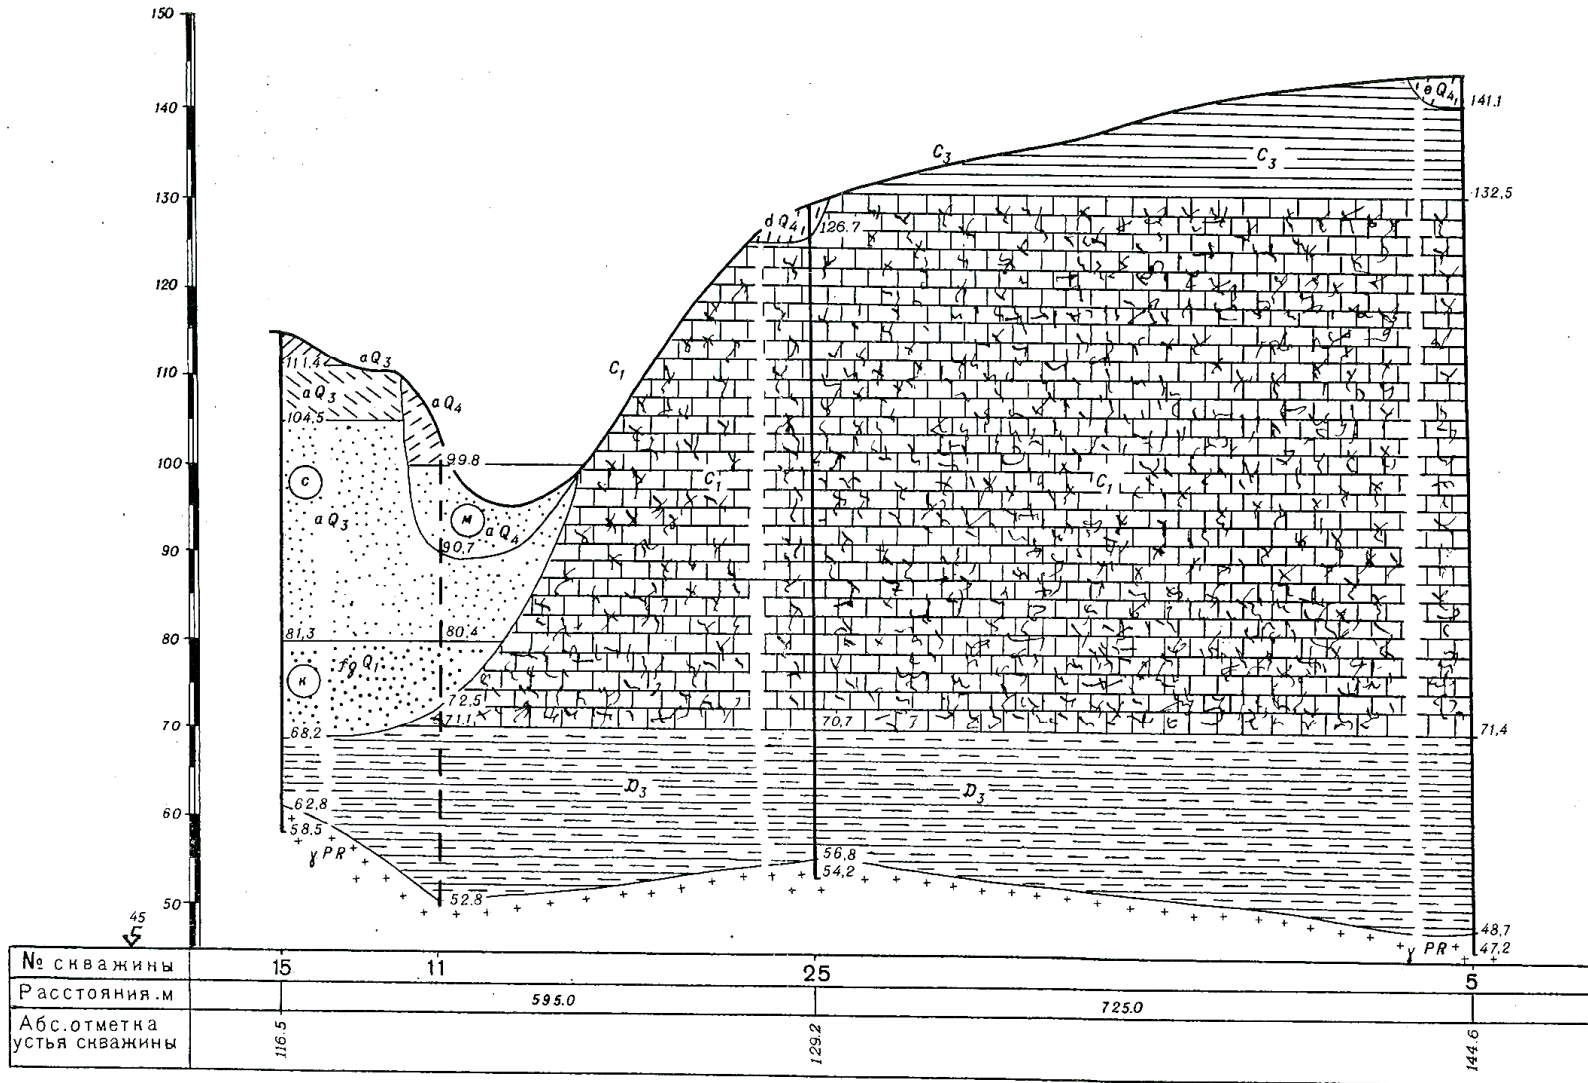 150
140
130
120
110
100
90
80
70
60
50
45
5
C₃
C₃
eQ₄
141.1
132,5
dQ₄
126.7
C₁
C₁
C₁
111.4
aQ₃
aQ₃
aQ₄
104,5
99.8
с
aQ₃
м
aQ₄
90,7
81,3
80.4
к
fgQ₁
72,5
71.1
68,2
70,7
71,4
D₃
D₃
62,8
58,5
γPR
52.8
56,8
54,2
48,7
γPR
47,2
№ скважины 15 11 25 5
Расстояния.м 595.0 725.0
Абс.отметка
устья скважины 116.5 129.2 144.6